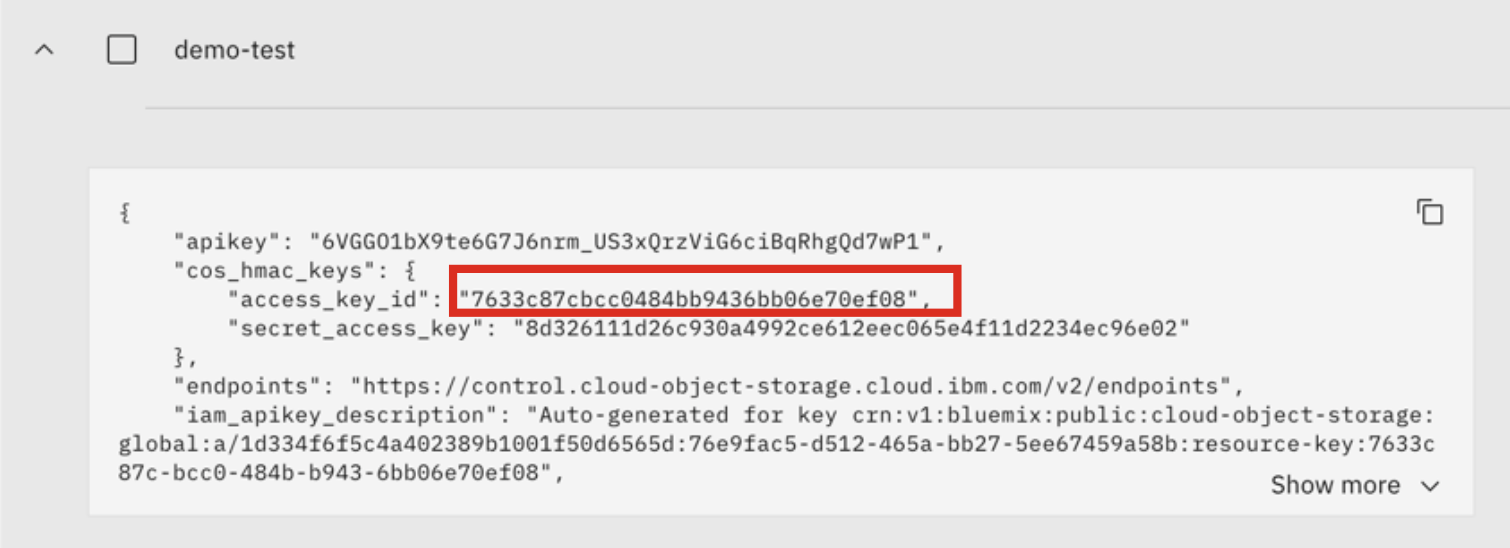 demo-test
{
"apikey": "6VGGO1bX9te6G7J6nrm_US3xQrzViG6ciBqRhgQd7wP1",
"cos_hmac_keys": {
"access_key_id": "7633c87cbcc0484bb9436bb06e70ef08",
"secret_access_key": "8d326111d26c930a4992ce612eec065e4f11d2234ec96e02"
},
"endpoints": "https://control.cloud-object-storage.cloud.ibm.com/v2/endpoints",
"iam_apikey_description": "Auto-generated for key crn:v1:bluemix:public:cloud-object-storage:
global:a/1d334f6f5c4a402389b1001f50d6565d:76e9fac5-d512-465a-bb27-5ee67459a58b:resource-key:7633c
87c-bcc0-484b-b943-6bb06e70ef08",
Show more